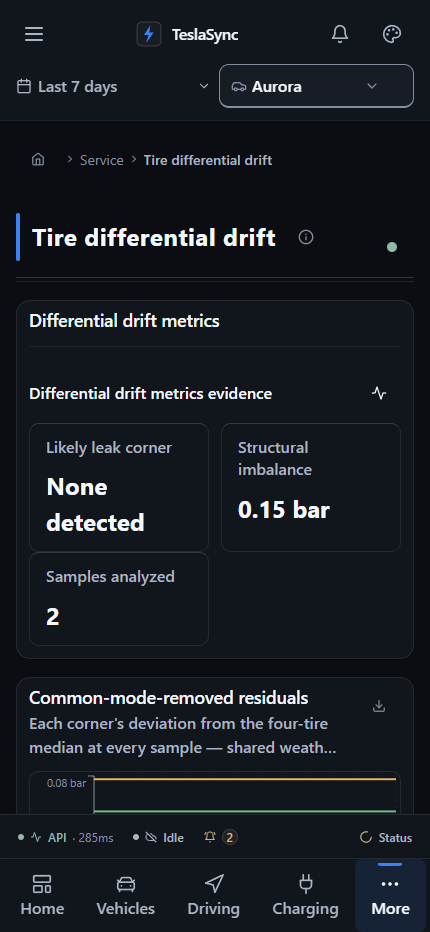 TeslaSync
Last 7 days
Aurora
Service
Tire differential drift
Tire differential drift
Differential drift metrics
Differential drift metrics evidence
Likely leak corner
None
detected
Structural
imbalance
0.15 bar
Samples analyzed
2
Common-mode-removed residuals
Each corner's deviation from the four-tire
median at every sample — shared weath...
0.08 bar
API · 285ms
Idle
2
Status
Home
Vehicles
Driving
Charging
More